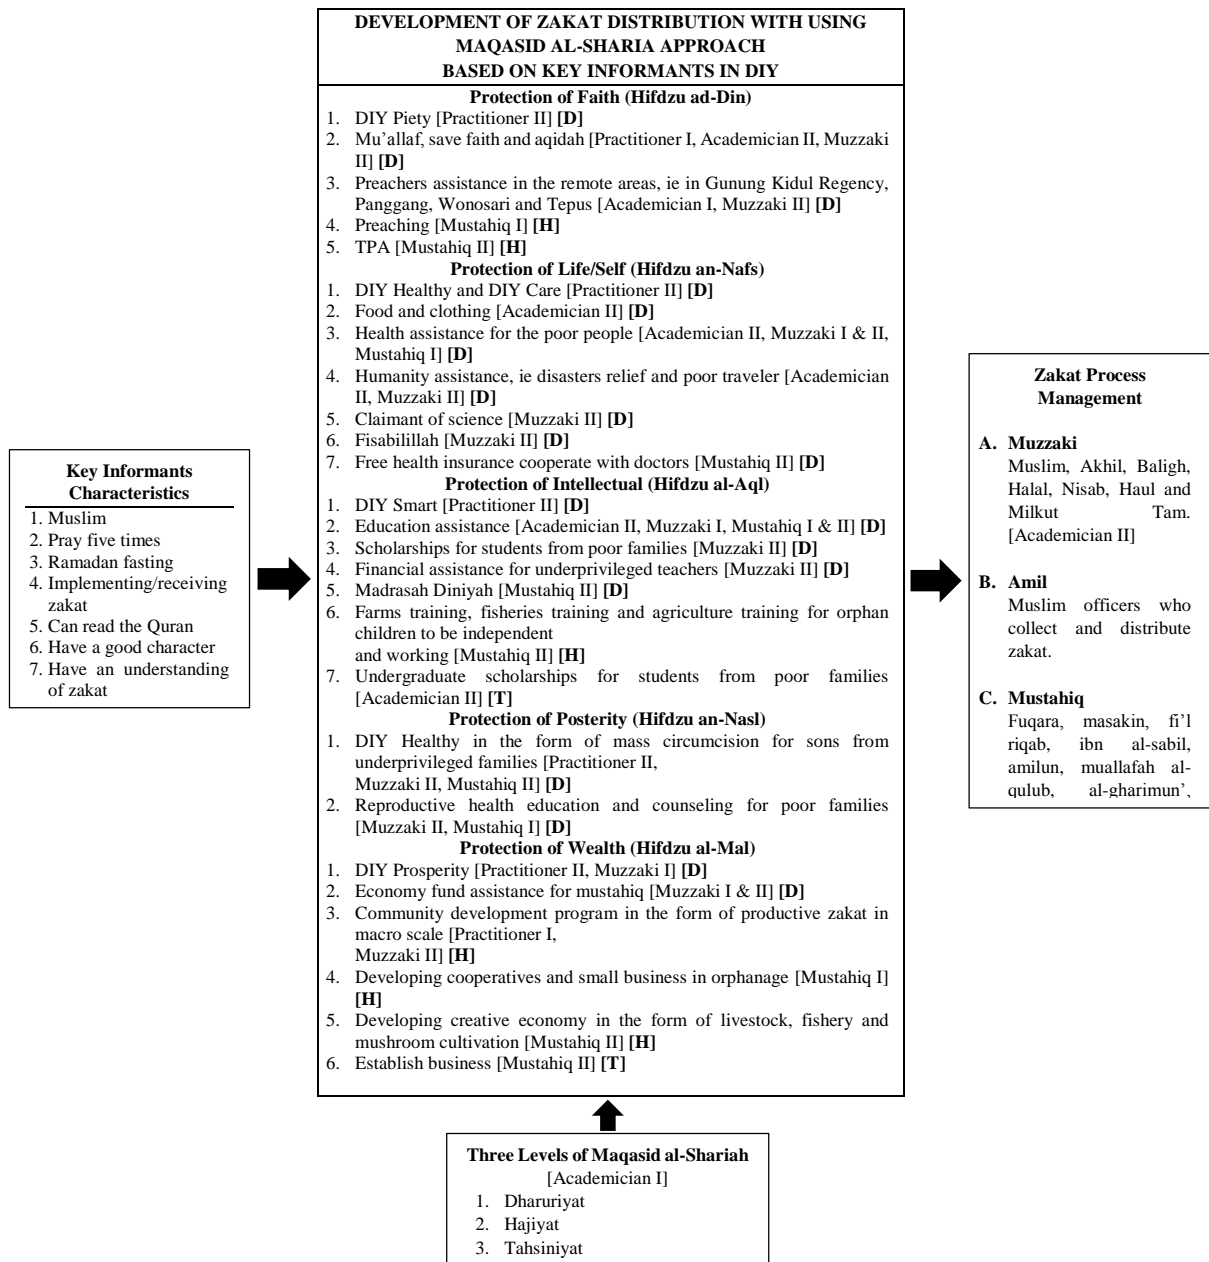 DEVELOPMENT OF ZAKAT DISTRIBUTION WITH USING
MAQASID AL-SHARIA APPROACH
BASED ON KEY INFORMANTS IN DIY
Protection of Faith (Hifdzu ad-Din)
1. DIY Piety [Practitioner II] [D]
2. Mu'allaf, save faith and aqidah [Practitioner I, Academician II, Muzzaki
II] [D]
3. Preachers assistance in the remote areas, ie in Gunung Kidul Regency,
Panggang, Wonosari and Tepus [Academician I, Muzzaki II] [D]
4. Preaching [Mustahiq I] [H]
5. TPA [Mustahiq II] [H]
Protection of Life/Self (Hifdzu an-Nafs)
1. DIY Healthy and DIY Care [Practitioner II] [D]
2. Food and clothing [Academician II] [D]
3. Health assistance for the poor people [Academician II, Muzzaki I & II,
Mustahiq I] [D]
4. Humanity assistance, ie disasters relief and poor traveler [Academician
II, Muzzaki II] [D]
5. Claimant of science [Muzzaki II] [D]
6. Fisabilillah [Muzzaki II] [D]
7. Free health insurance cooperate with doctors [Mustahiq II] [D]
Protection of Intellectual (Hifdzu al-Aql)
1. DIY Smart [Practitioner II] [D]
2. Education assistance [Academician II, Muzzaki I, Mustahiq I & II] [D]
3. Scholarships for students from poor families [Muzzaki II] [D]
4. Financial assistance for underprivileged teachers [Muzzaki II] [D]
5. Madrasah Diniyah [Mustahiq II] [D]
6. Farms training, fisheries training and agriculture training for orphan
children to be independent
and working [Mustahiq II] [H]
7. Undergraduate scholarships for students from poor families
[Academician II] [T]
Protection of Posterity (Hifdzu an-Nasl)
1. DIY Healthy in the form of mass circumcision for sons from
underprivileged families [Practitioner II,
Muzzaki II, Mustahiq II] [D]
2. Reproductive health education and counseling for poor families
[Muzzaki II, Mustahiq I] [D]
Protection of Wealth (Hifdzu al-Mal)
1. DIY Prosperity [Practitioner II, Muzzaki I] [D]
2. Economy fund assistance for mustahiq [Muzzaki I & II] [D]
3. Community development program in the form of productive zakat in
macro scale [Practitioner I,
Muzzaki II] [H]
4. Developing cooperatives and small business in orphanage [Mustahiq I]
[H]
5. Developing creative economy in the form of livestock, fishery and
mushroom cultivation [Mustahiq II] [H]
6. Establish business [Mustahiq II] [T]
Key Informants
Characteristics
1. Muslim
2. Pray five times
3. Ramadan fasting
4. Implementing/receiving
zakat
5. Can read the Quran
6. Have a good character
7. Have an understanding
of zakat
Zakat Process
Management
A. Muzzaki
Muslim, Akhil, Baligh,
Halal, Nisab, Haul and
Milkut Tam.
[Academician II]
B. Amil
Muslim officers who
collect and distribute
zakat.
C. Mustahiq
Fuqara, masakin, fi'l
riqab, ibn al-sabil,
amilun, muallafah al-
qulub, al-gharimun',
Three Levels of Maqasid al-Shariah
[Academician I]
1. Dharuriyat
2. Hajiyat
3. Tahsiniyat